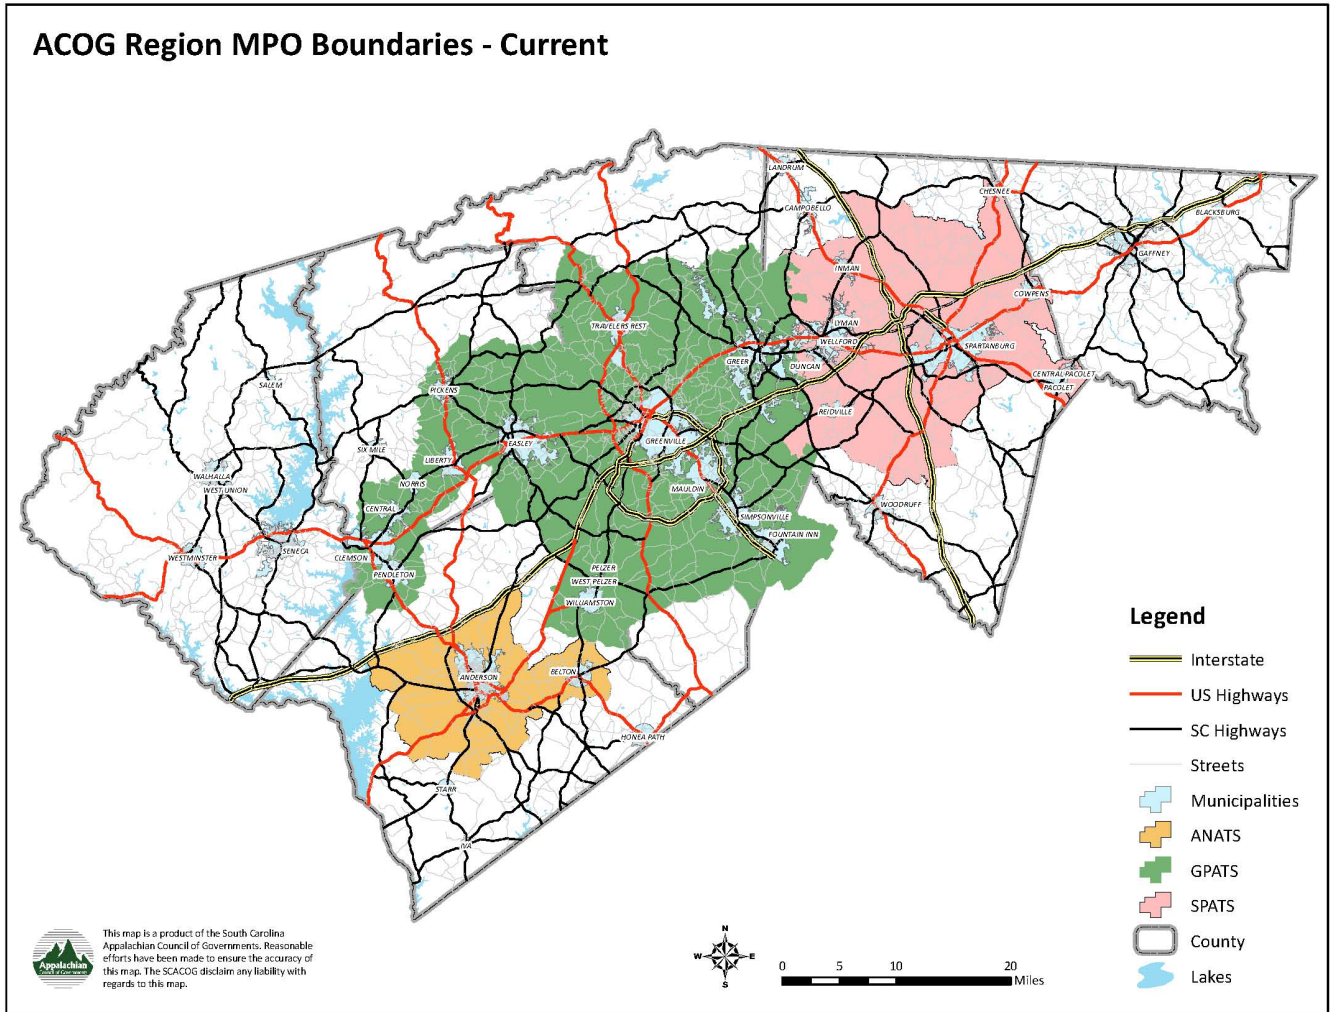 ACOG Region MPO Boundaries - Current
LANDRUM
CHESNEE
CAMPOBELLO
BLACKSBURG
GAFFNEY
INMAN
COWPENS
TRAVELERS REST
LYMAN
WELLFORD
SPARTANBURG
GREER
DUNCAN
CENTRAL PACOLET
PACOLET
SALEM
PICKENS
REIDVILLE
SIX MILE
EASLEY
GREENVILLE
LIBERTY
WALHALLA
WEST UNION
NORRIS
MAULDIN
CENTRAL
SIMPSONVILLE
WOODRUFF
FOUNTAIN INN
WESTMINSTER
SENECA
CLEMSON
PENDLETON
PELZER
WEST PELZER
WILLIAMSTON
ANDERSON
BELTON
HONEA PATH
STARR
IVA
Legend
Interstate
US Highways
SC Highways
Streets
Municipalities
ANATS
GPATS
SPATS
County
Lakes
Appalachian
Council of Governments
This map is a product of the South Carolina
Appalachian Council of Governments. Reasonable
efforts have been made to ensure the accuracy of
this map. The SCACOG disclaim any liability with
regards to this map.
N
W E
S
0 5 10 20
Miles